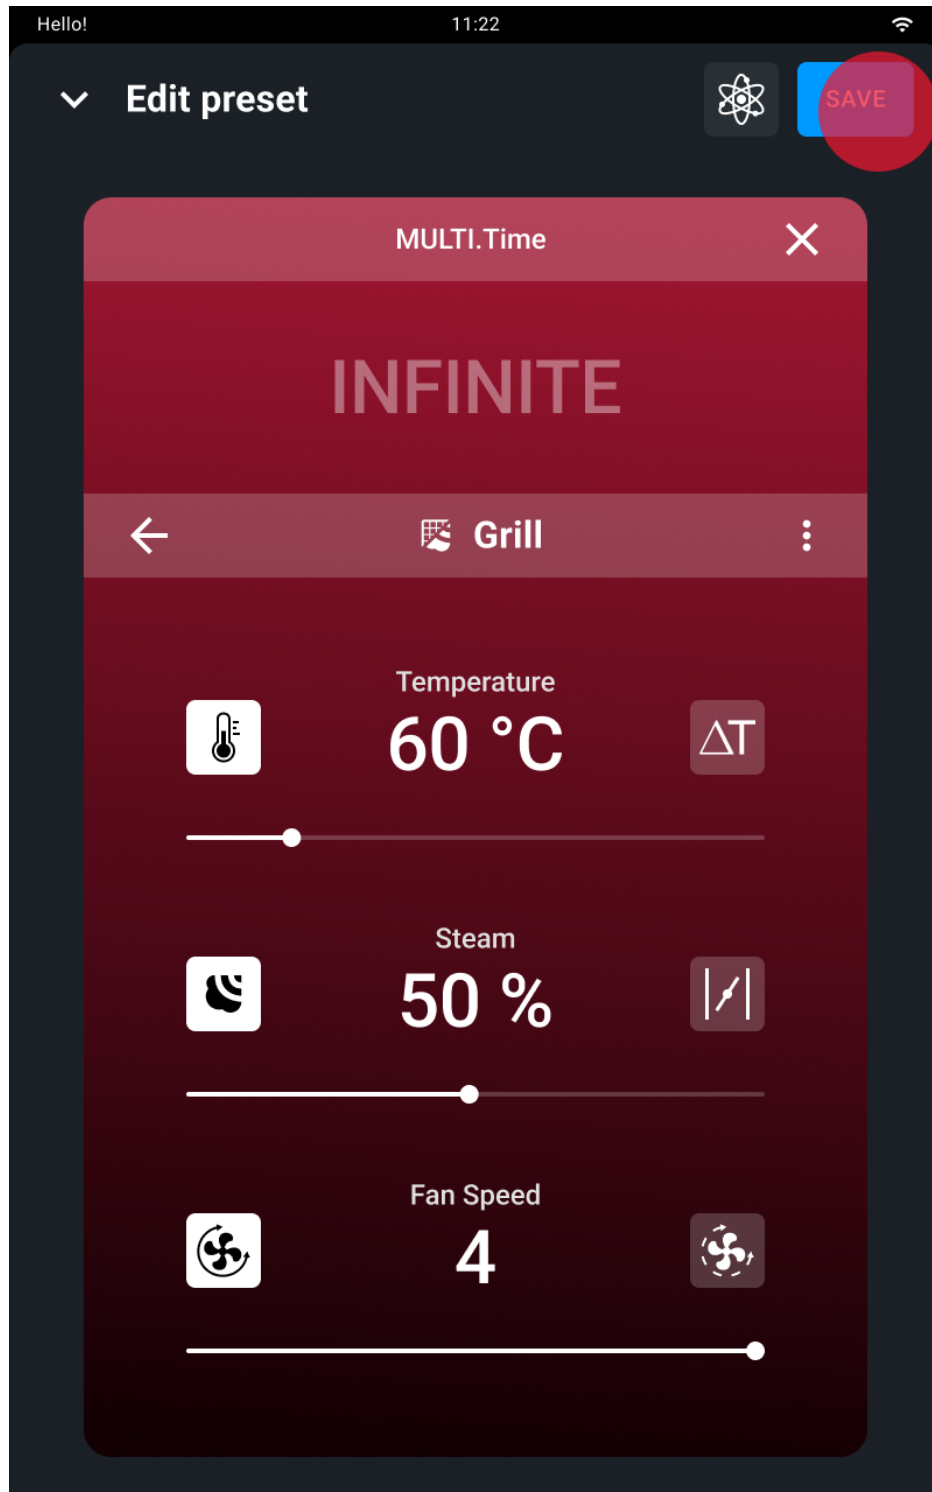 Hello!
11:22
Edit preset
SAVE
MULTI.Time
INFINITE
Grill
Temperature
60 °C
ΔT
Steam
50 %
Fan Speed
4